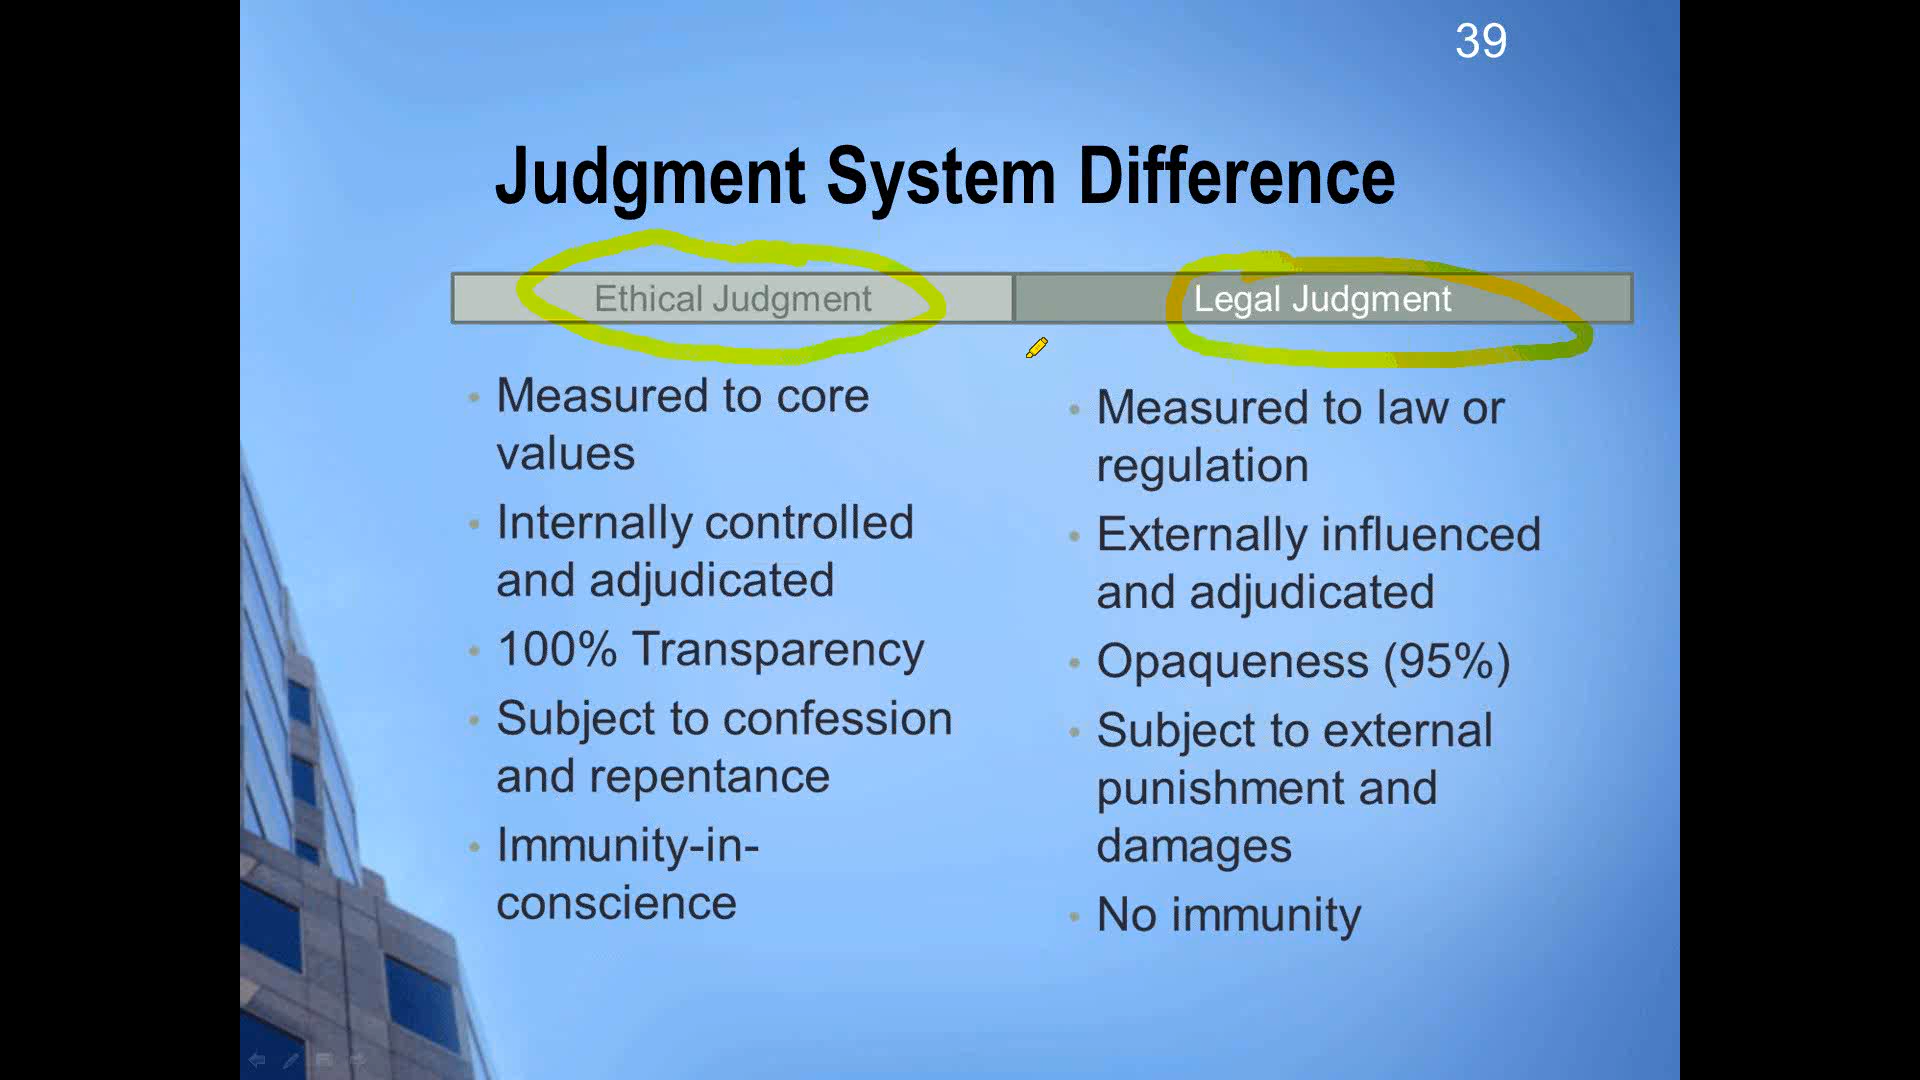 39
Judgment System Difference
Ethical Judgment
Legal Judgment
• Measured to core
values
• Internally controlled
and adjudicated
• 100% Transparency
• Subject to confession
and repentance
• Immunity-in-
conscience
• Measured to law or
regulation
• Externally influenced
and adjudicated
• Opaqueness (95%)
• Subject to external
punishment and
damages
• No immunity